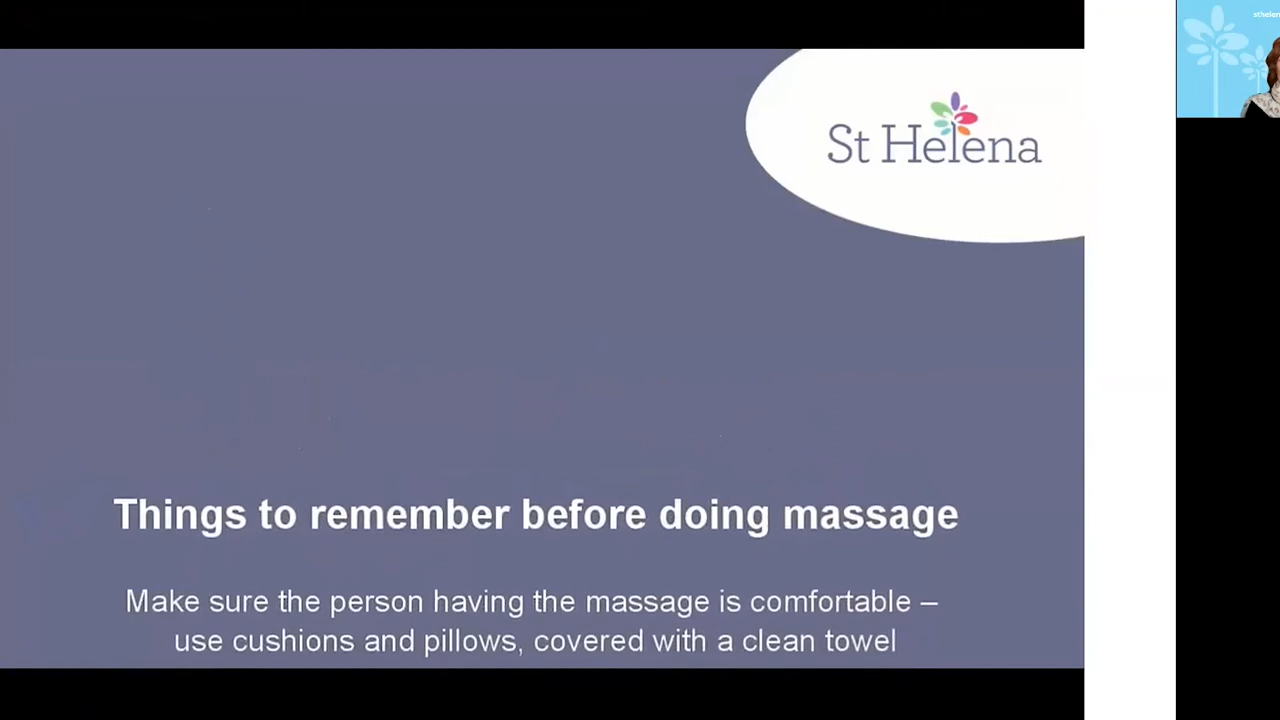 St Helena
Things to remember before doing massage
Make sure the person having the massage is comfortable –
use cushions and pillows, covered with a clean towel